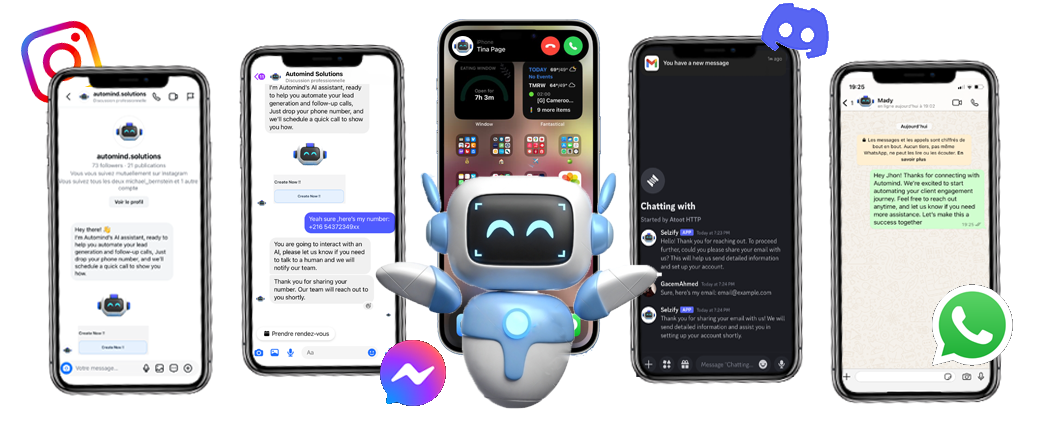 automind.solutions
Discussion professionnelle
automind.solutions
73 followers · 21 publications
Vous vous suivez mutuellement sur Instagram
Vous suivez tous les deux michael_bernstein et 1 autre
compte
Voir le profil
Hey there! 👋
I'm Automind's AI assistant, ready to
help you automate your lead
generation and follow-up calls, Just
drop your phone number, and we'll
schedule a quick call to show you
how.
Create Now !!
Create Now !!
Votre message...
Automind Solutions
Discussion professionnelle
I'm Automind's AI assistant, ready to
help you automate your lead
generation and follow-up calls,
Just drop your phone number, and
we'll schedule a quick call to show
you how.
Create Now !!
Create Now !!
Yeah sure ,here's my number:
+216 54372349xx
You are going to interact with an
AI, please let us know if you need
to talk to a human and we will
notify our team.
Thank you for sharing your
number. Our team will reach out to
you shortly.
Prendre rendez-vous
Aa
iPhone
Tina Page
EATING WINDOW
Open for
7h 3m
Window
TODAY 69°/49°
No Events
TMRW 64°/49°
02:00
[G] Cameroo...
9 more items
Fantastical
You have a new message
1w ago
Chatting with
Started by Atoot HTTP
Selzify APP Today at 1:23 PM
Hello! Thank you for reaching out. To proceed
further, could you please share your email with
us? This will help us send detailed information
and set up your account.
GacemAhmed Today at 1:24 PM
Sure, here's my email: email@example.com
Selzify APP Today at 1:24 PM
Thank you for sharing your email with us! We will
send detailed information and assist you in
setting up your account shortly.
Message 'Chatting...
19:25
1
Mady
en ligne aujourd'hui à 19:02
Aujourd'hui
Les messages et les appels sont chiffrés de
bout en bout. Aucun tiers, pas même
WhatsApp, ne peut les lire ou les écouter. En
savoir plus
Hey Jhon! Thanks for connecting with
Automind. We're excited to start
automating your client engagement
journey. Feel free to reach out
anytime, and let us know if you need
more assistance. Let's make this a
success together
19:25